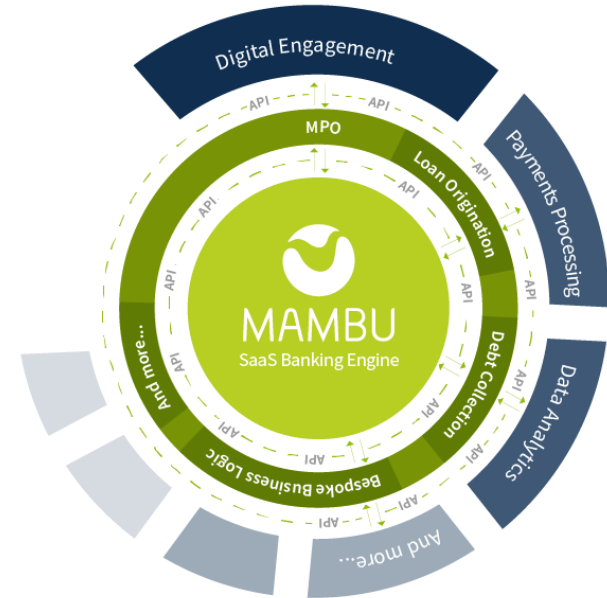 Digital Engagement
API
API
MPO
API
Payments Processing
Loan Origination
API
API
API
API
API
MAMBU
SaaS Banking Engine
And more...
API
Debt Collection
API
Data Analytics
API
API
API
API
Bespoke Business Logic
API
API
And more...